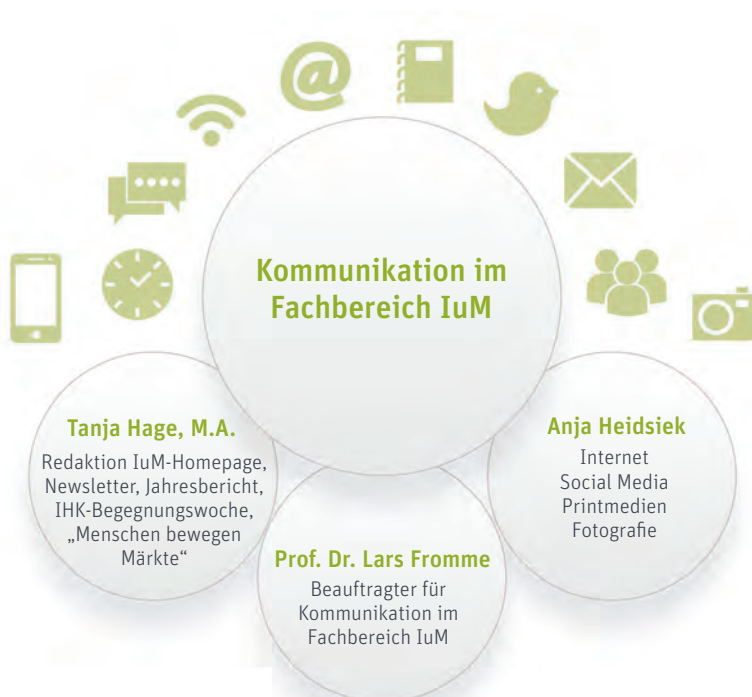 Kommunikation im
Fachbereich IuM
Tanja Hage, M.A.
Redaktion IuM-Homepage,
Newsletter, Jahresbericht,
IHK-Begegnungswoche,
„Menschen bewegen
Märkte“
Prof. Dr. Lars Fromme
Beauftragter für
Kommunikation im
Fachbereich IuM
Anja Heidsiek
Internet
Social Media
Printmedien
Fotografie